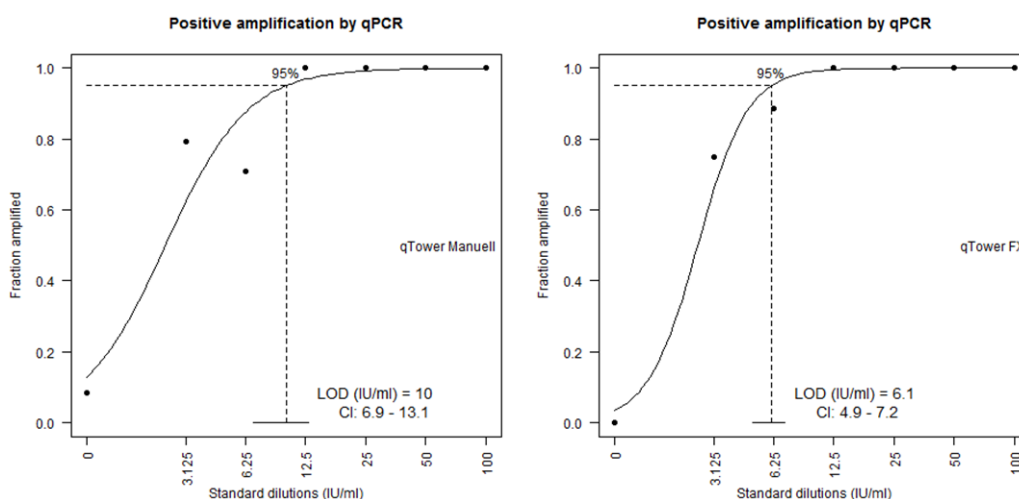 Positive amplification by qPCR
Fraction amplified
1.0
0.8
0.6
0.4
0.2
0.0
95%
qTower Manuell
LOD (IU/ml) = 10
CI: 6.9 - 13.1
0
3.125
6.25
12.5
25
50
100
Standard dilutions (IU/ml)
Positive amplification by qPCR
Fraction amplified
1.0
0.8
0.6
0.4
0.2
0.0
95%
qTower FX
LOD (IU/ml) = 6.1
CI: 4.9 - 7.2
0
3.125
6.25
12.5
25
50
100
Standard dilutions (IU/ml)